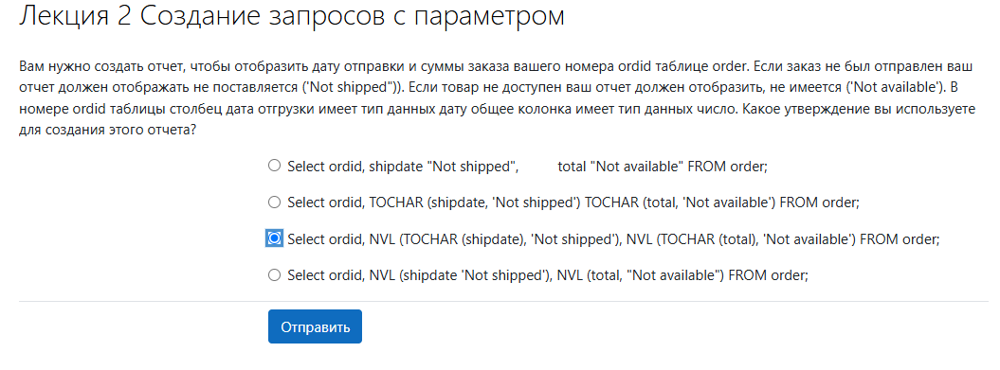 Лекция 2 Создание запросов с параметром
Вам нужно создать отчет, чтобы отобразить дату отправки и суммы заказа вашего номера ordid таблице order. Если заказ не был отправлен ваш
отчет должен отображать не поставляется ('Not shipped")). Если товар не доступен ваш отчет должен отобразить, не имеется ('Not available'). В
номере ordid таблицы столбец дата отгрузки имеет тип данных дату общее колонка имеет тип данных число. Какое утверждение вы используете
для создания этого отчета?
Select ordid, shipdate "Not shipped", total "Not available" FROM order;
Select ordid, TOCHAR (shipdate, 'Not shipped') TOCHAR (total, 'Not available') FROM order;
Select ordid, NVL (TOCHAR (shipdate), 'Not shipped'), NVL (TOCHAR (total), 'Not available') FROM order;
Select ordid, NVL (shipdate 'Not shipped'), NVL (total, "Not available") FROM order;
Отправить